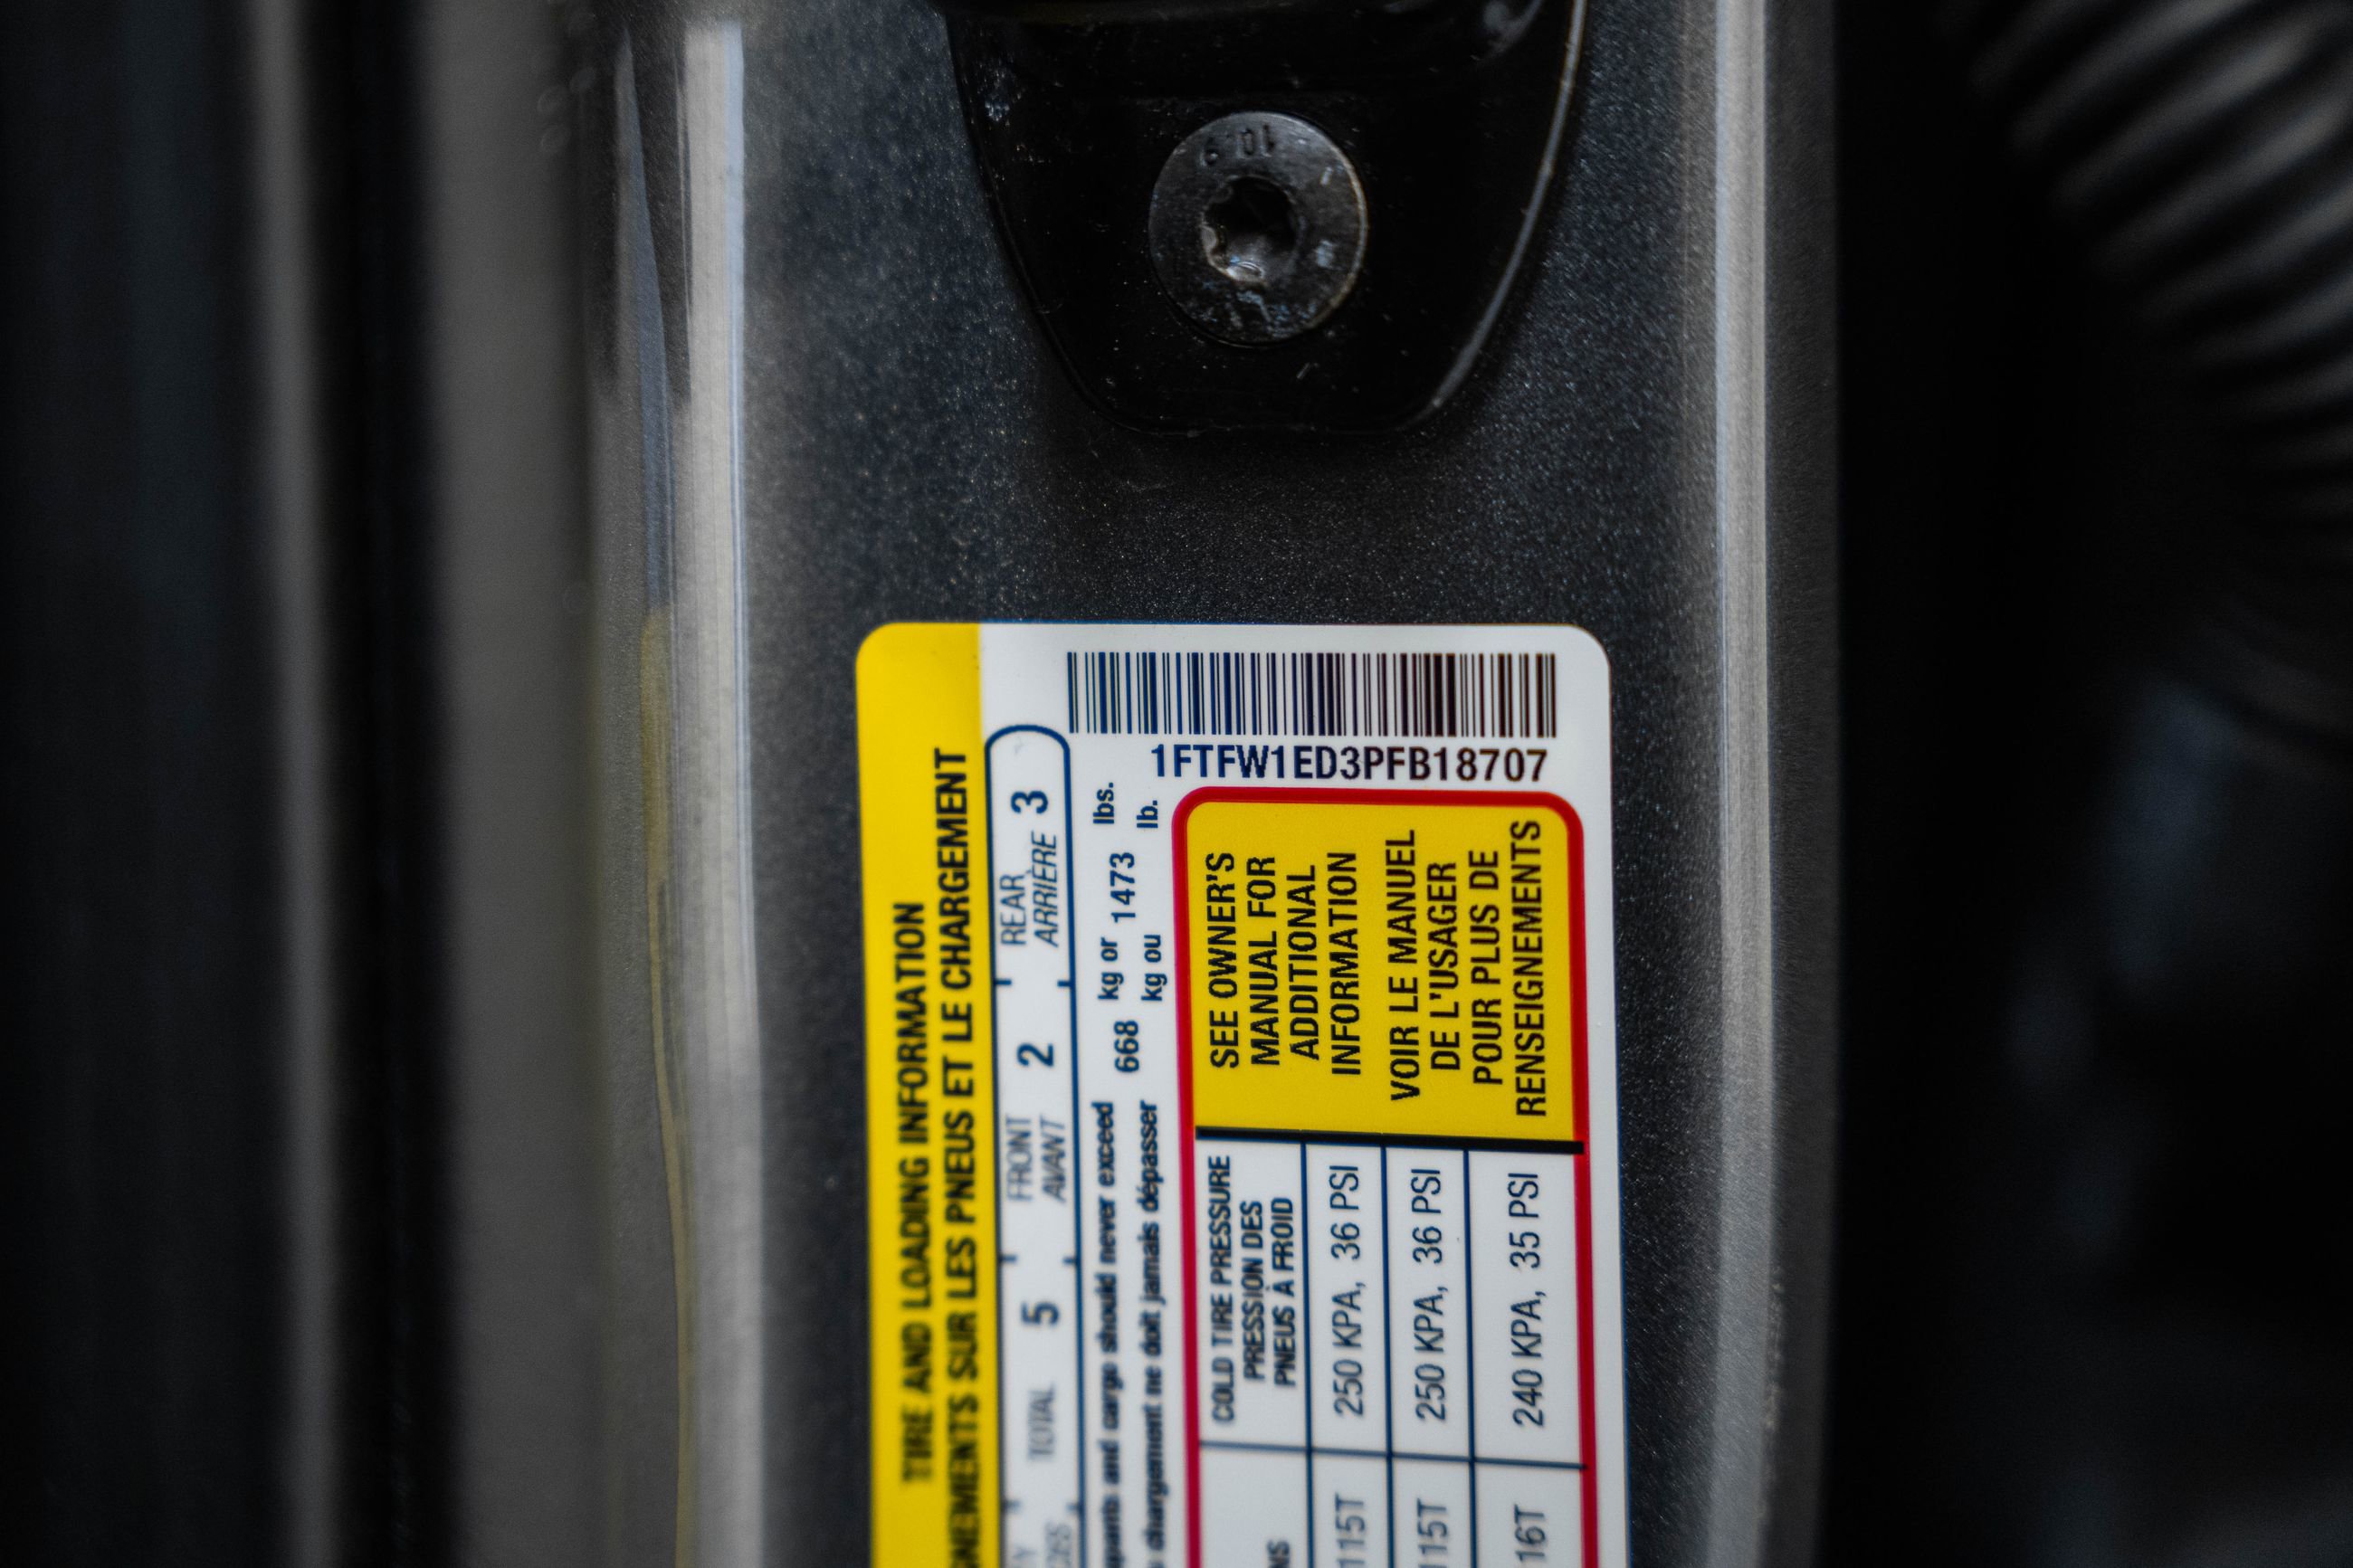 10.9
1FTFW1ED3PFB18707
TIRE AND LOADING INFORMATION
SUR LES PNEUS ET LE CHARGEMENT
TOTAL 5 FRONT 2 REAR 3
AVANT ARRIÈRE
and cargo should never exceed 668 kg or 1473 lbs.
chargement ne doit jamais dépasser kg ou lb.
COLD TIRE PRESSURE
PRESSION DES
PNEUS À FROID
115T 250 KPA, 36 PSI
115T 250 KPA, 36 PSI
116T 240 KPA, 35 PSI
SEE OWNER'S
MANUAL FOR
ADDITIONAL
INFORMATION
VOIR LE MANUEL
DE L'USAGER
POUR PLUS DE
RENSEIGNEMENTS